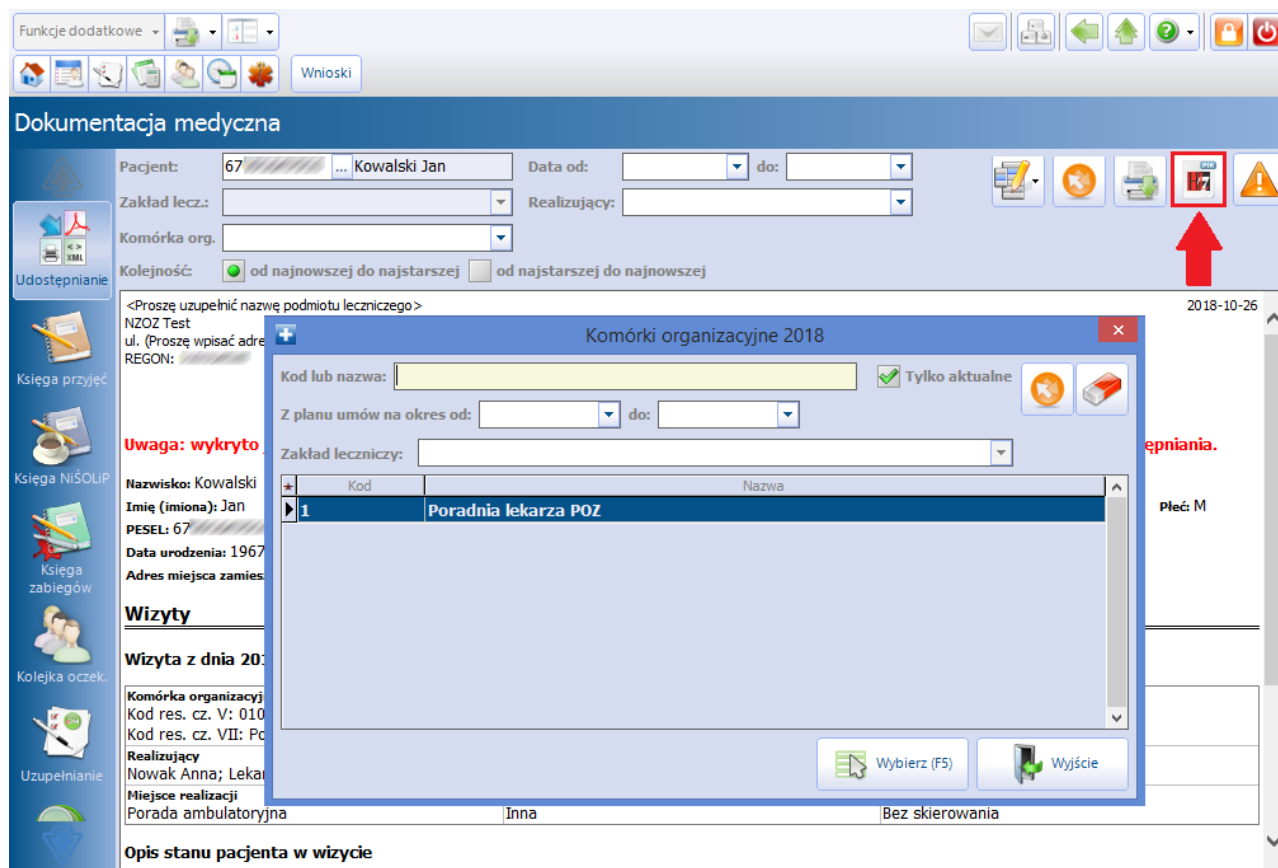 Funkcje dodatkowe
Wnioski
Dokumentacja medyczna
Pacjent: 67 ... Kowalski Jan Data od: do:
Zakład lecz.: Realizujący:
Komórka org.
Kolejność: od najnowszej do najstarszej od najstarszej do najnowszej
XML
Udostępnianie
Księga przyjęć
Księga NiŚOLiP
Księga
zabiegów
Kolejka oczek.
Uzupełnianie
<Proszę uzupełnić nazwę podmiotu leczniczego> 2018-10-26
NZOZ Test
ul. (Proszę wpisać adre
REGON:
Uwaga: wykryto ępniania.
Nazwisko: Kowalski
Imię (imiona): Jan Płeć: M
PESEL: 67
Data urodzenia: 1967
Adres miejsca zamies
Wizyty
Wizyta z dnia 201
Komórka organizacyj
Kod res. cz. V: 010
Kod res. cz. VII: Po
Realizujący
Nowak Anna; Lekar
Miejsce realizacji
Porada ambulatoryjna Inna Bez skierowania
Opis stanu pacjenta w wizycie
Komórki organizacyjne 2018
Kod lub nazwa: Tylko aktualne
Z planu umów na okres od: do:
Zakład leczniczy:
Kod Nazwa
1 Poradnia lekarza POZ
Wybierz (F5) Wyjście